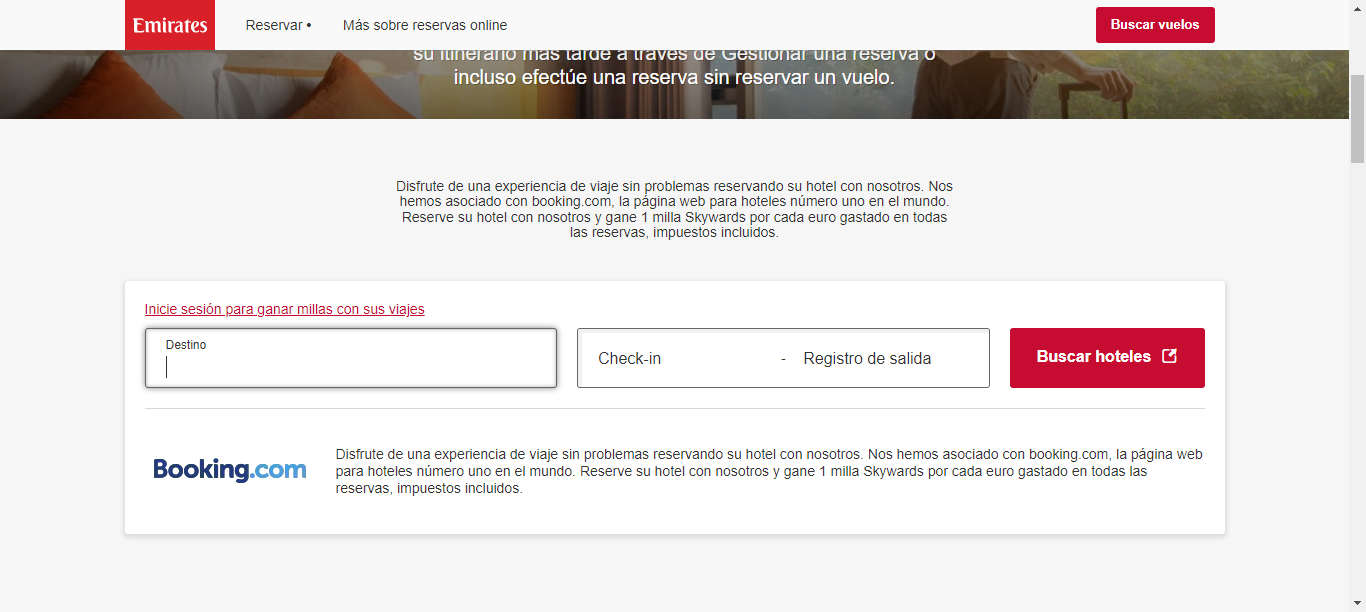 Emirates
Reservar •
Más sobre reservas online
Buscar vuelos
su itinerario más tarde a través de Gestionar una reserva o
incluso efectúe una reserva sin reservar un vuelo.
Disfrute de una experiencia de viaje sin problemas reservando su hotel con nosotros. Nos
hemos asociado con booking.com, la página web para hoteles número uno en el mundo.
Reserve su hotel con nosotros y gane 1 milla Skywards por cada euro gastado en todas
las reservas, impuestos incluidos.
Inicie sesión para ganar millas con sus viajes
Destino
Check-in - Registro de salida
Buscar hoteles
Booking.com
Disfrute de una experiencia de viaje sin problemas reservando su hotel con nosotros. Nos hemos asociado con booking.com, la página web
para hoteles número uno en el mundo. Reserve su hotel con nosotros y gane 1 milla Skywards por cada euro gastado en todas las
reservas, impuestos incluidos.